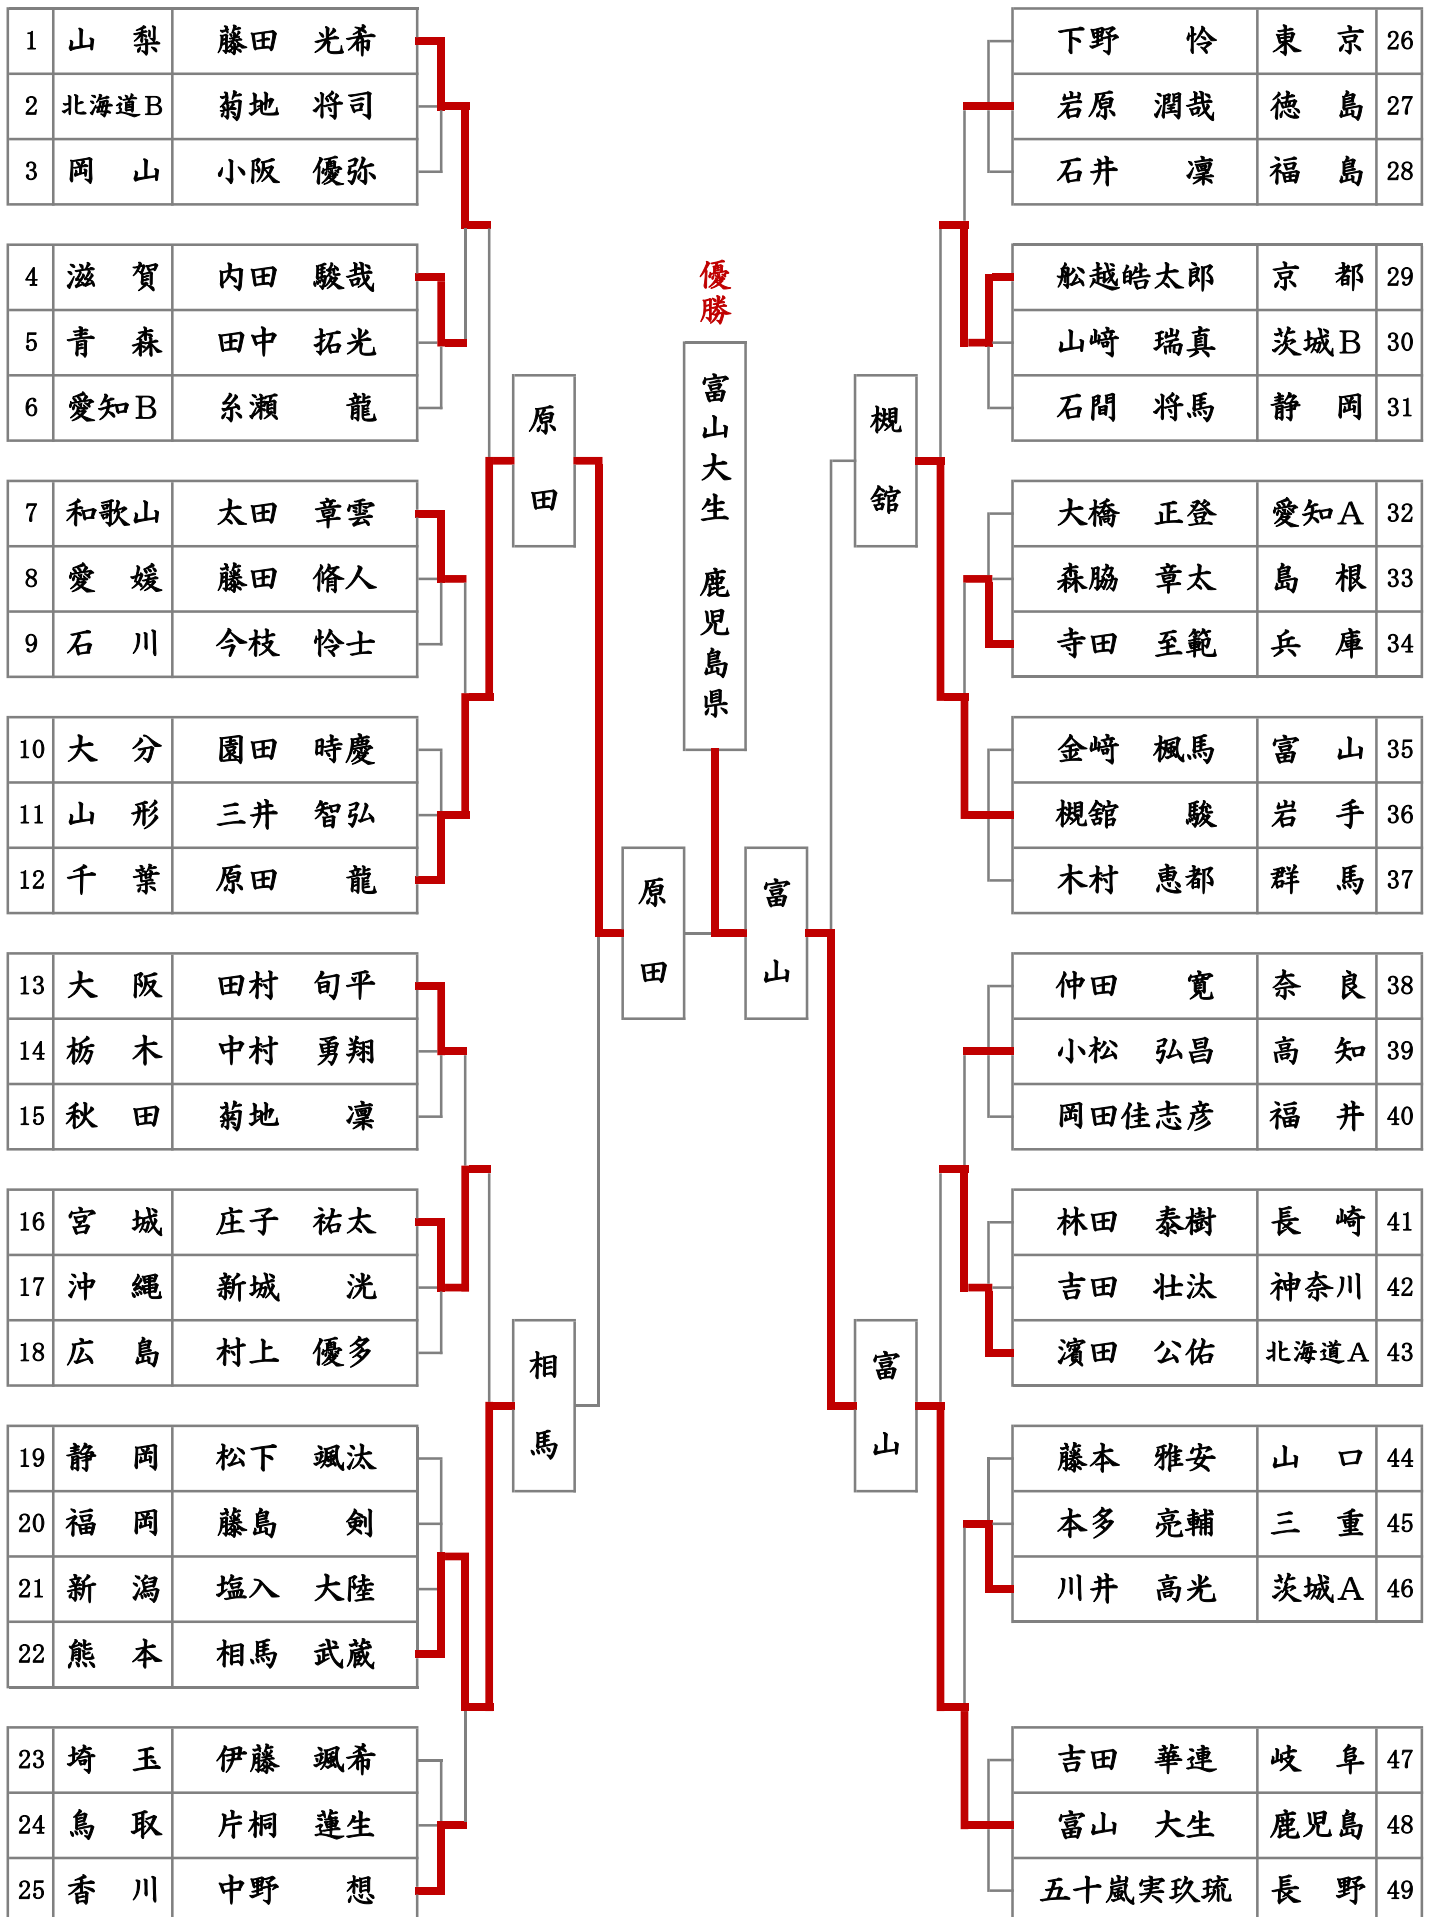 1 山梨 藤田 光希
2 北海道B 菊地 将司
3 岡山 小阪 優弥
4 滋賀 内田 駿哉
5 青森 田中 拓光
6 愛知B 糸瀬 龍
7 和歌山 太田 章雲
8 愛媛 藤田 脩人
9 石川 今枝 怜士
10 大分 園田 時慶
11 山形 三井 智弘
12 千葉 原田 龍
13 大阪 田村 旬平
14 栃木 中村 勇翔
15 秋田 菊地 凜
16 宮城 庄子 祐太
17 沖縄 新城 洸
18 広島 村上 優多
19 静岡 松下 颯汰
20 福岡 藤島 剣
21 新潟 塩入 大陸
22 熊本 相馬 武蔵
23 埼玉 伊藤 颯希
24 鳥取 片桐 蓮生
25 香川 中野 想
原田
相馬
原田
優勝
富山大生 鹿児島県
富山
槻舘
富山
下野 怜 東京 26
岩原 潤哉 徳島 27
石井 凜 福島 28
舩越皓太郎 京都 29
山﨑 瑞真 茨城B 30
石間 将馬 静岡 31
大橋 正登 愛知A 32
森脇 章太 島根 33
寺田 至範 兵庫 34
金﨑 楓馬 富山 35
槻舘 駿 岩手 36
木村 恵都 群馬 37
仲田 寛 奈良 38
小松 弘昌 高知 39
岡田佳志彦 福井 40
林田 泰樹 長崎 41
吉田 壮汰 神奈川 42
濱田 公佑 北海道A 43
藤本 雅安 山口 44
本多 亮輔 三重 45
川井 高光 茨城A 46
吉田 華連 岐阜 47
富山 大生 鹿児島 48
五十嵐実玖琉 長野 49